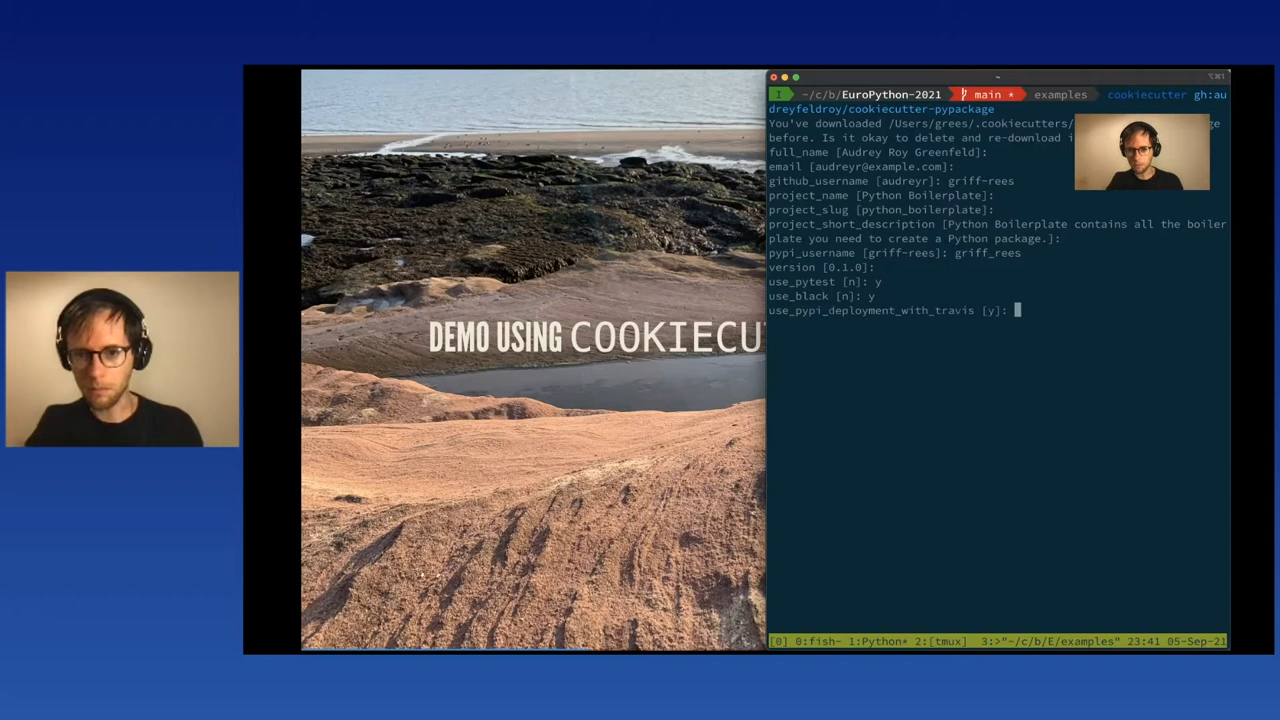 DEMO USING COOKIECU
~
⌥⌘1
I ~/c/b/EuroPython-2021 main * examples cookiecutter gh:au
dreyfeldroy/cookiecutter-pypackage
You've downloaded /Users/grees/.cookiecutters/ ge
before. Is it okay to delete and re-download i
full_name [Audrey Roy Greenfeld]:
email [audreyr@example.com]:
github_username [audreyr]: griff-rees
project_name [Python Boilerplate]:
project_slug [python_boilerplate]:
project_short_description [Python Boilerplate contains all the boiler
plate you need to create a Python package.]:
pypi_username [griff-rees]: griff_rees
version [0.1.0]:
use_pytest [n]: y
use_black [n]: y
use_pypi_deployment_with_travis [y]:
[0] 0:fish- 1:Python* 2:[tmux] 3:>"~/c/b/E/examples" 23:41 05-Sep-21